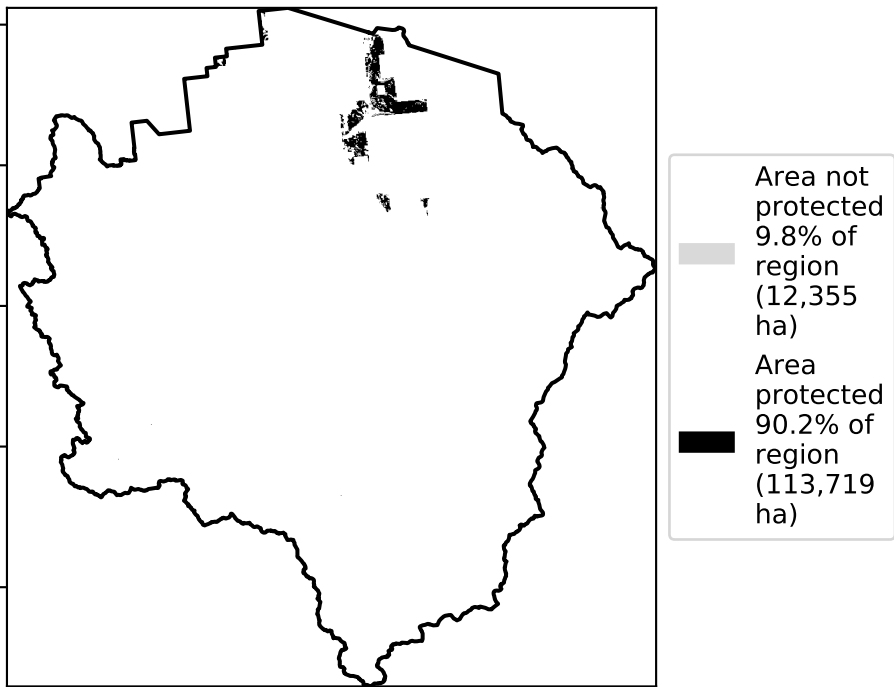 Area not
protected
9.8% of
region
(12,355
ha)
Area
protected
90.2% of
region
(113,719
ha)